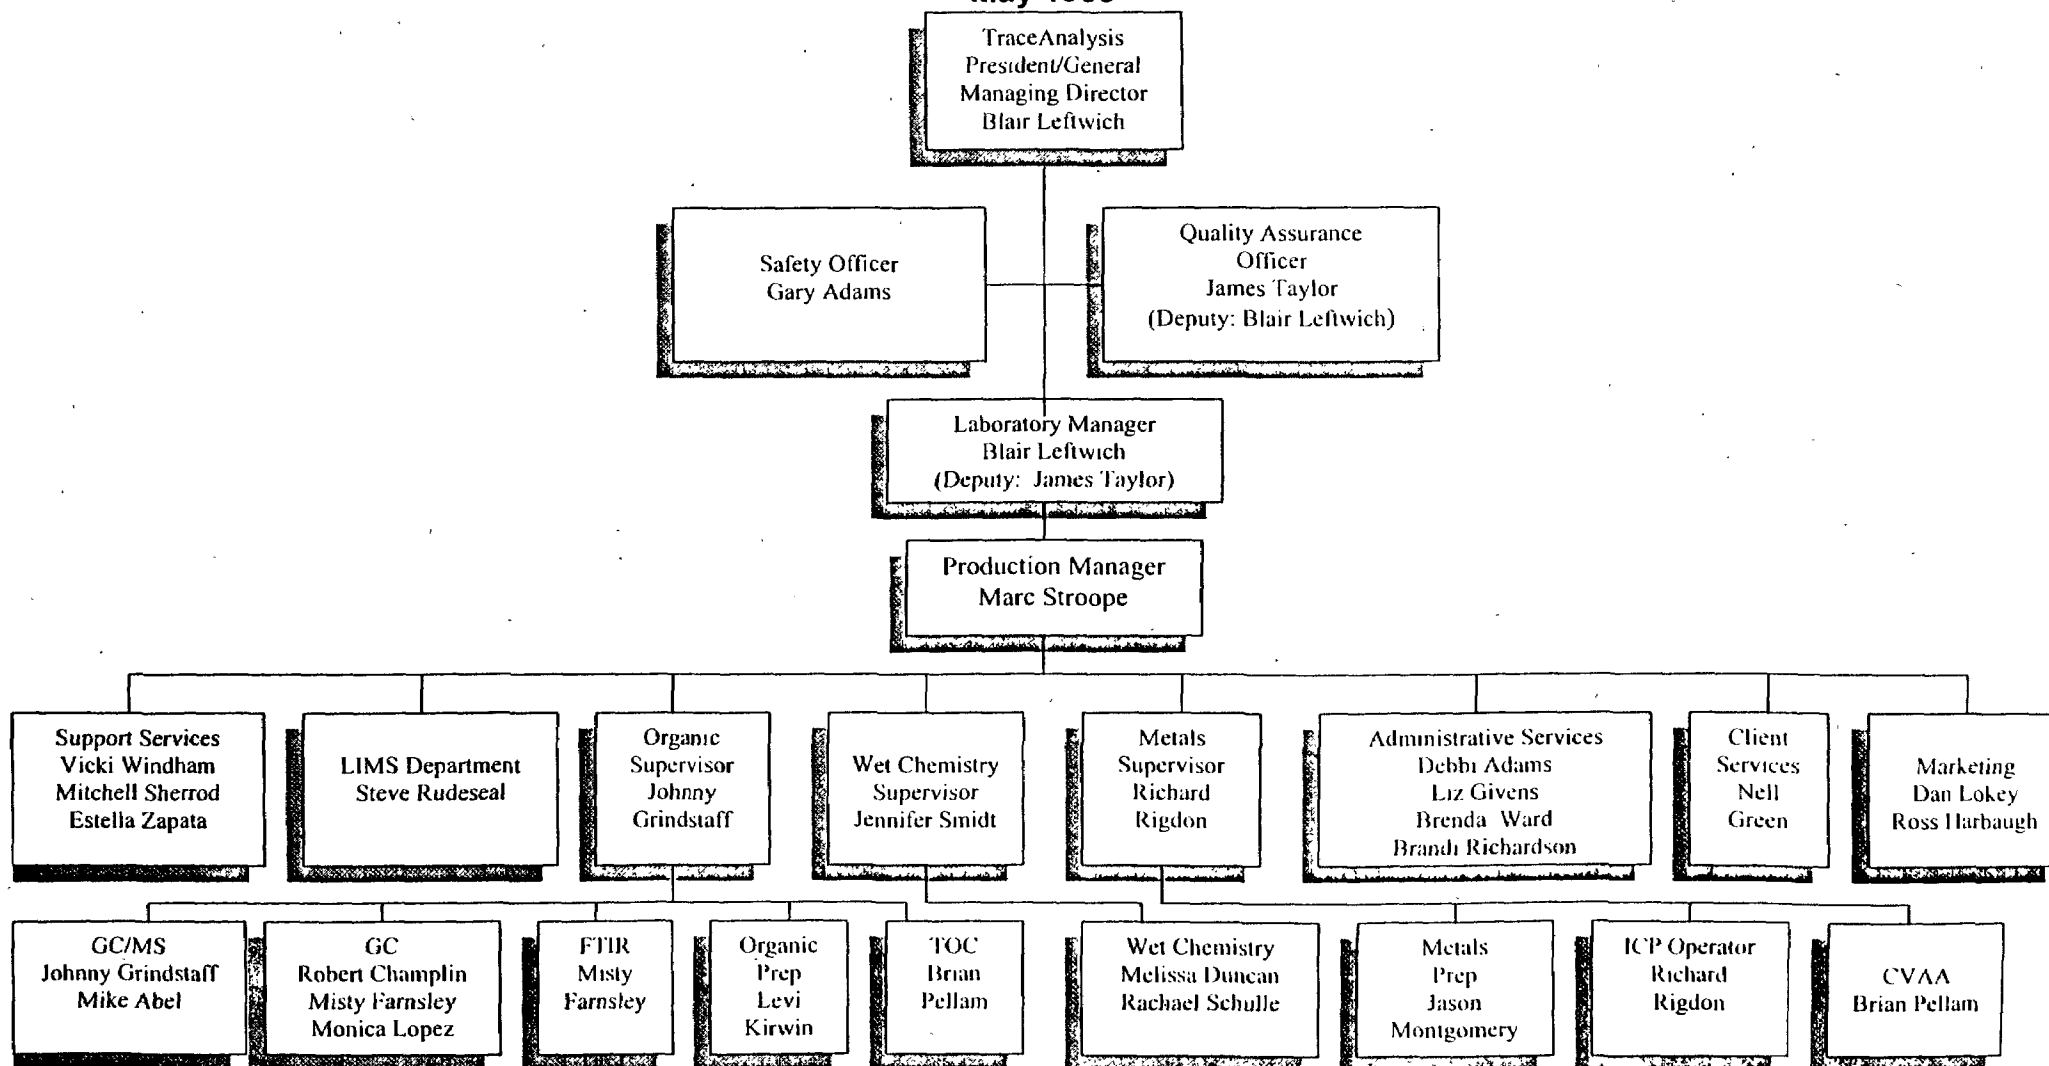 TraceAnalysis
President/General
Managing Director
Blair Leftwich
Safety Officer
Gary Adams
Quality Assurance
Officer
James Taylor
(Deputy: Blair Leftwich)
Laboratory Manager
Blair Leftwich
(Deputy: James Taylor)
Production Manager
Marc Stroope
Support Services
Vicki Windham
Mitchell Sherrod
Estella Zapata
LIMS Department
Steve Rudeseal
Organic
Supervisor
Johnny
Grindstaff
Wet Chemistry
Supervisor
Jennifer Smidt
Metals
Supervisor
Richard
Rigdon
Administrative Services
Debbi Adams
Liz Givens
Brenda Ward
Brandi Richardson
Client
Services
Nell
Green
Marketing
Dan Lokey
Ross Harbaugh
GC/MS
Johnny Grindstaff
Mike Abel
GC
Robert Champlin
Misty Farnsley
Monica Lopez
FTIR
Misty
Farnsley
Organic
Prep
Levi
Kirwin
TOC
Brian
Pellam
Wet Chemistry
Melissa Duncan
Rachael Schulle
Metals
Prep
Jason
Montgomery
ICP Operator
Richard
Rigdon
CVAA
Brian Pellam